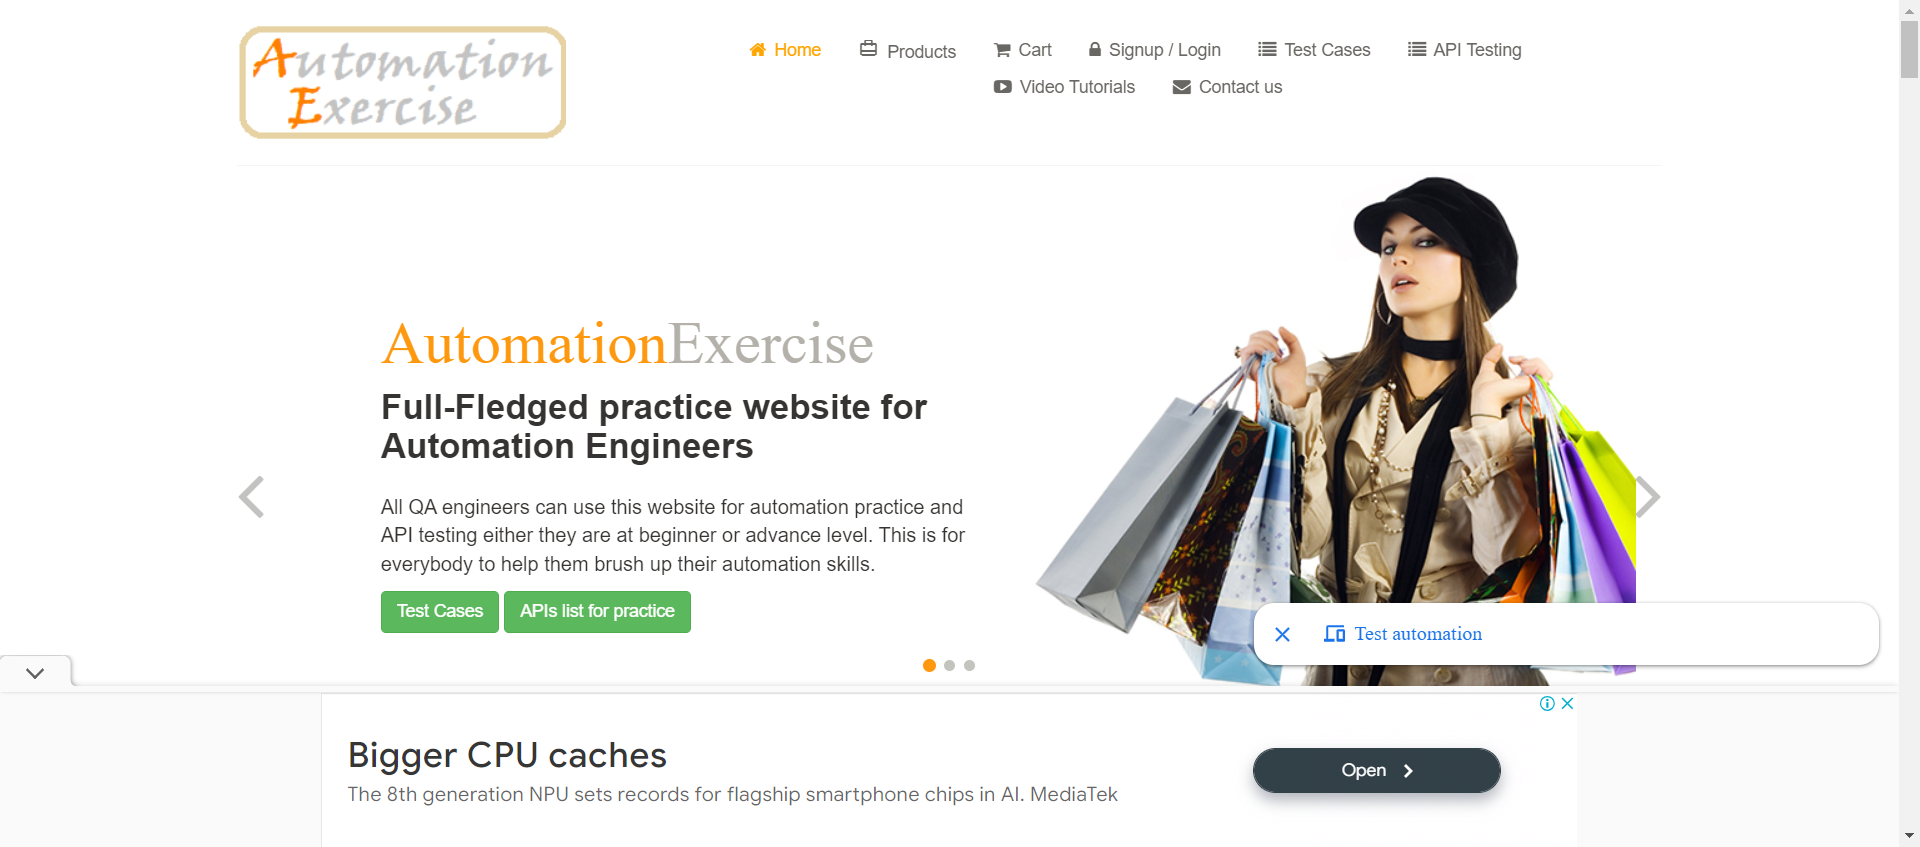 Automation
Exercise
Home
Products
Cart
Signup / Login
Test Cases
API Testing
Video Tutorials
Contact us
AutomationExercise
Full-Fledged practice website for
Automation Engineers
All QA engineers can use this website for automation practice and
API testing either they are at beginner or advance level. This is for
everybody to help them brush up their automation skills.
Test Cases
APIs list for practice
Test automation
Bigger CPU caches
The 8th generation NPU sets records for flagship smartphone chips in AI. MediaTek
Open